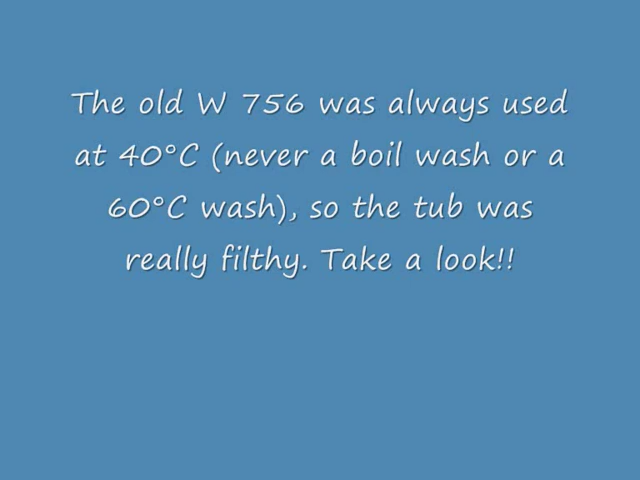 The old W 756 was always used
at 40°C (never a boil wash or a
60°C wash), so the tub was
really filthy. Take a look!!